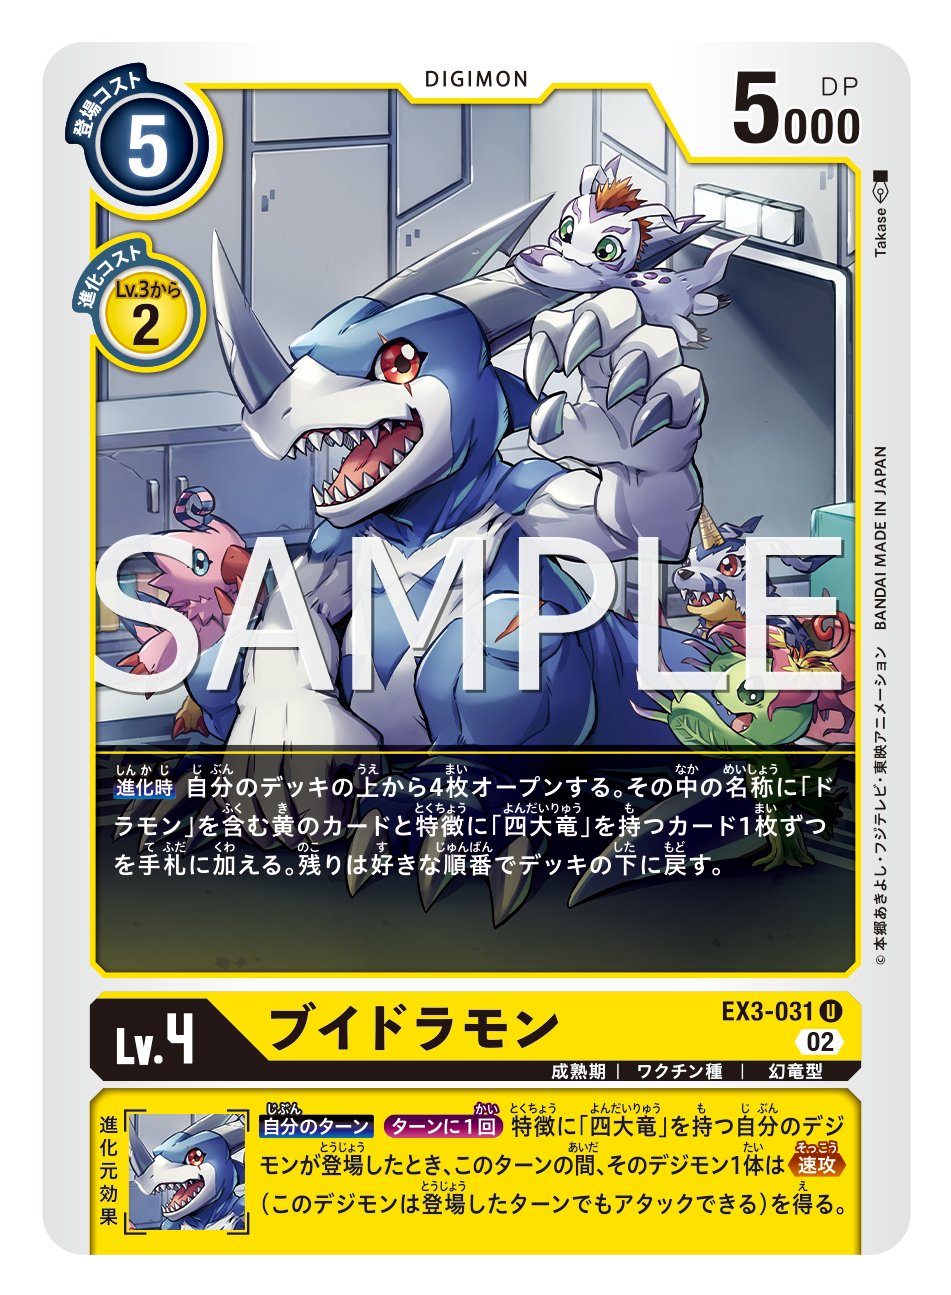 DIGIMON
登場コスト
5
DP
5000
進化コスト
Lv.3から
2
Takase
SAMPLE
進化時 自分のデッキの上から4枚オープンする。その中の名称に「ド
ラモン」を含む黄のカードと特徴に「四大竜」を持つカード1枚ずつ
を手札に加える。残りは好きな順番でデッキの下に戻す。
©本郷あきよし・フジテレビ・東映アニメーション BANDAI MADE IN JAPAN
Lv.4
ブイドラモン
EX3-031 U
02
成熟期 | ワクチン種 | 幻竜型
進化元効果
自分のターン ターンに1回 特徴に「四大竜」を持つ自分のデジ
モンが登場したとき、このターンの間、そのデジモン1体は 速攻
(このデジモンは登場したターンでもアタックできる)を得る。